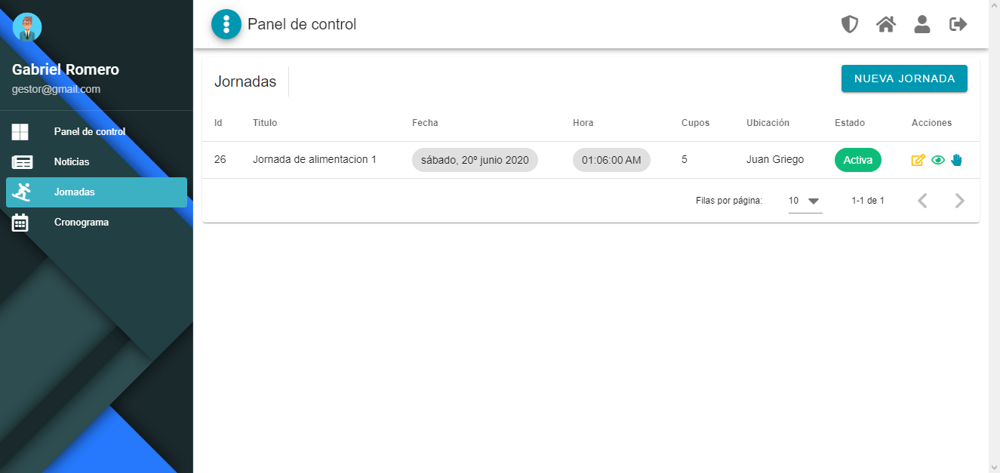 Panel de control
Gabriel Romero
gestor@gmail.com
Panel de control
Noticias
Jornadas
Cronograma
Jornadas
NUEVA JORNADA
Id Titulo Fecha Hora Cupos Ubicación Estado Acciones
26 Jornada de alimentacion 1 sábado, 20º junio 2020 01:06:00 AM 5 Juan Griego Activa
Filas por página: 10 1-1 de 1